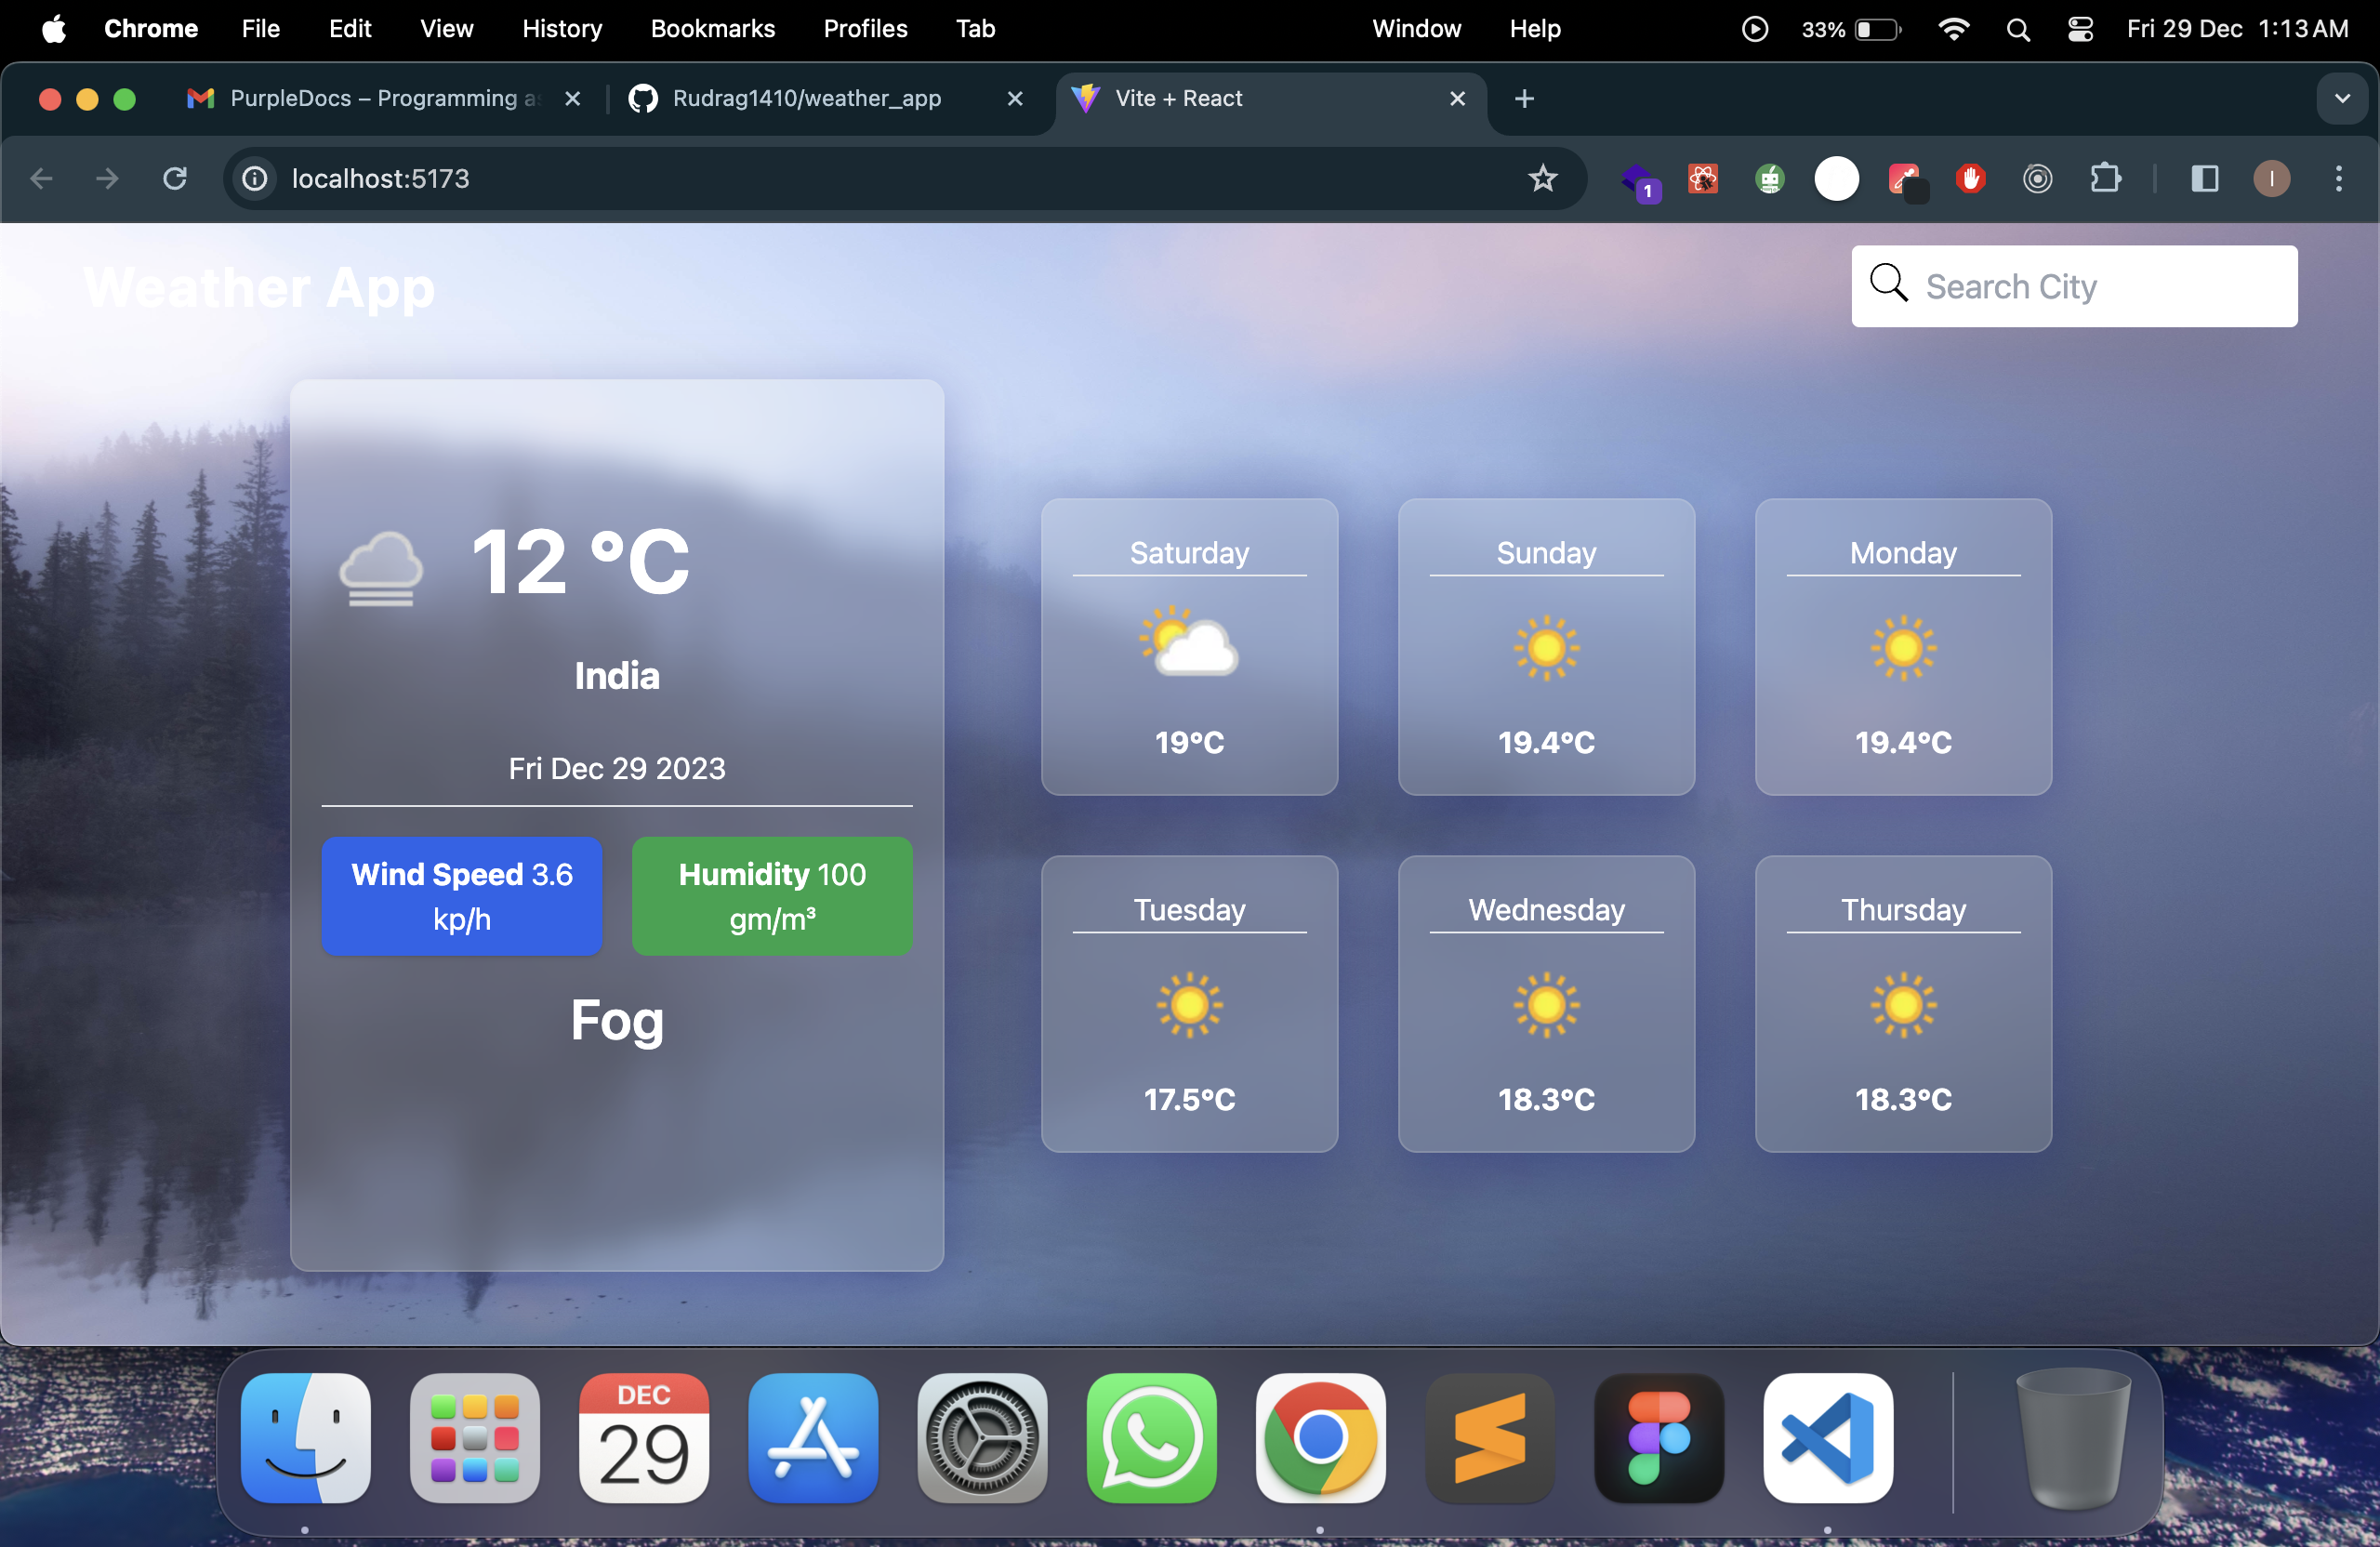 Chrome File Edit View History Bookmarks Profiles Tab Window Help 33% Fri 29 Dec 1:13 AM
PurpleDocs – Programming as Rudrag1410/weather_app Vite + React
localhost:5173 1 I
Weather App Search City
12 °C
India
Fri Dec 29 2023
Wind Speed 3.6
kp/h
Humidity 100
gm/m³
Fog
Saturday
19°C
Sunday
19.4°C
Monday
19.4°C
Tuesday
17.5°C
Wednesday
18.3°C
Thursday
18.3°C
DEC
29